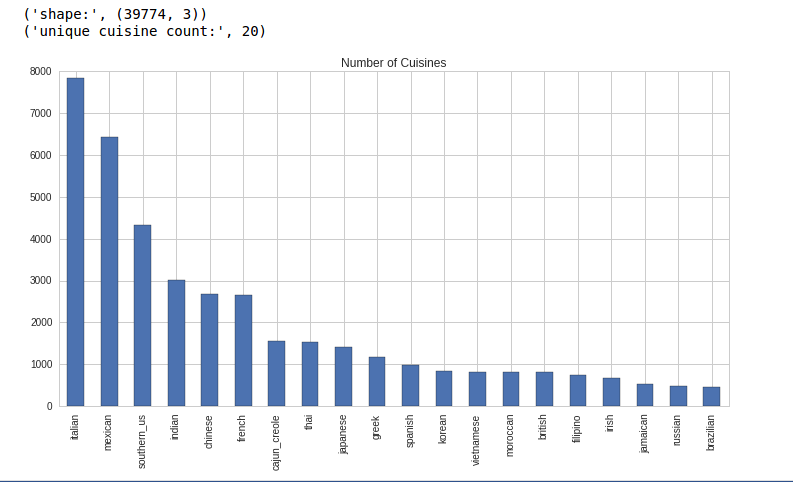 ('shape:', (39774, 3))
('unique cuisine count:', 20)
Number of Cuisines
8000
7000
6000
5000
4000
3000
2000
1000
0
italian
mexican
southern_us
indian
chinese
french
cajun_creole
thai
japanese
greek
spanish
korean
vietnamese
moroccan
british
filipino
irish
jamaican
russian
brazilian